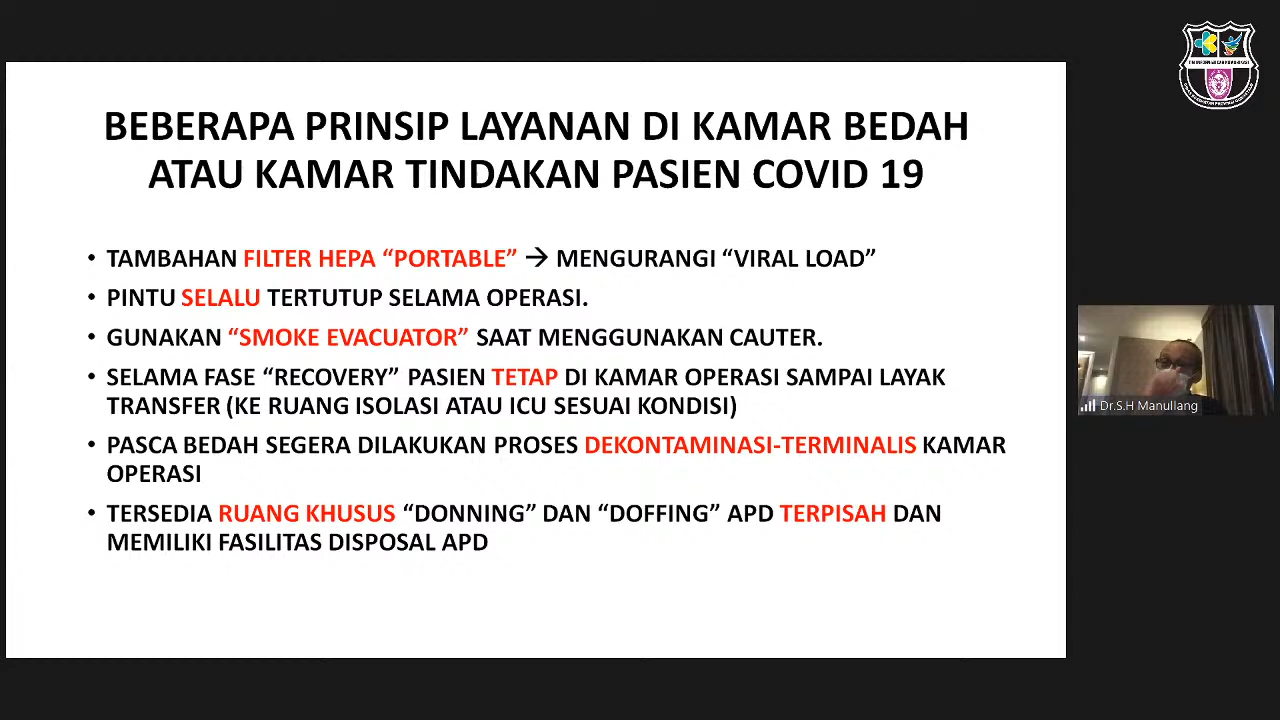 BEBERAPA PRINSIP LAYANAN DI KAMAR BEDAH
ATAU KAMAR TINDAKAN PASIEN COVID 19
• TAMBAHAN FILTER HEPA “PORTABLE” → MENGURANGI “VIRAL LOAD”
• PINTU SELALU TERTUTUP SELAMA OPERASI.
• GUNAKAN “SMOKE EVACUATOR” SAAT MENGGUNAKAN CAUTER.
• SELAMA FASE “RECOVERY” PASIEN TETAP DI KAMAR OPERASI SAMPAI LAYAK
TRANSFER (KE RUANG ISOLASI ATAU ICU SESUAI KONDISI)
• PASCA BEDAH SEGERA DILAKUKAN PROSES DEKONTAMINASI-TERMINALIS KAMAR
OPERASI
• TERSEDIA RUANG KHUSUS “DONNING” DAN “DOFFING” APD TERPISAH DAN
MEMILIKI FASILITAS DISPOSAL APD
Dr.S.H Manullang